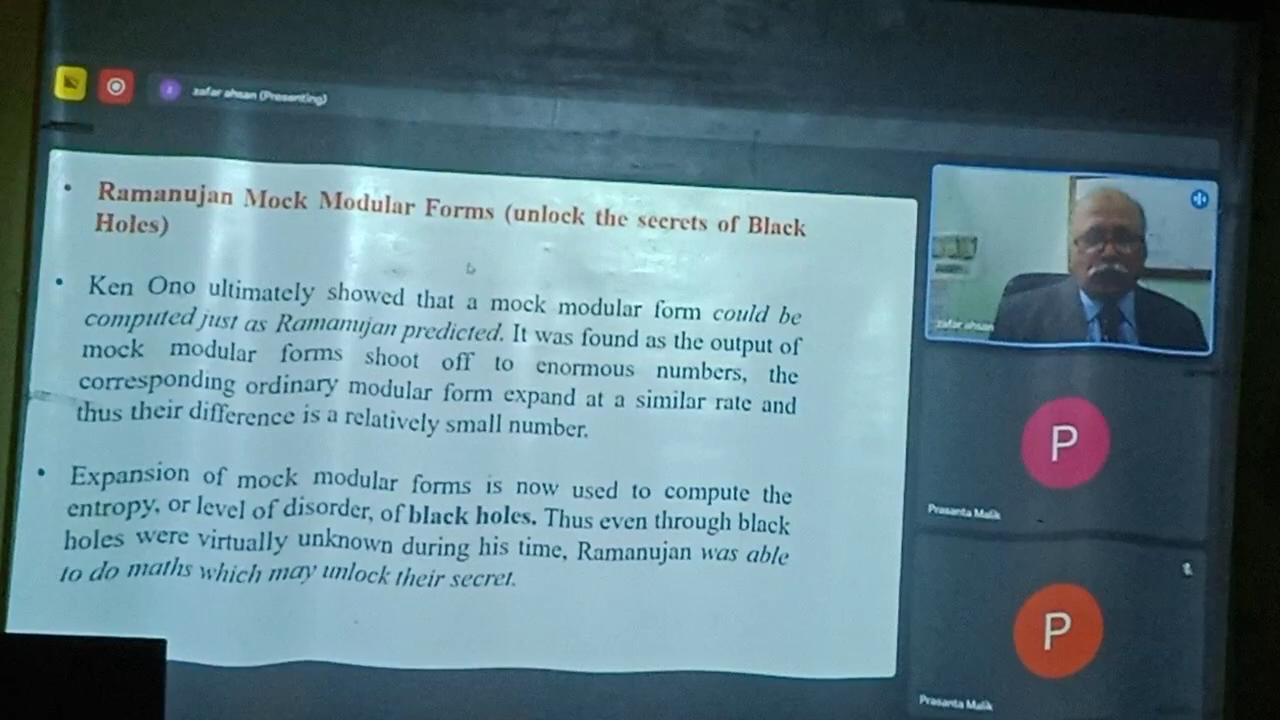 zafar ahsan (Presenting)
• Ramanujan Mock Modular Forms (unlock the secrets of Black
Holes)
• Ken Ono ultimately showed that a mock modular form could be
computed just as Ramanujan predicted. It was found as the output of
mock modular forms shoot off to enormous numbers, the
corresponding ordinary modular form expand at a similar rate and
thus their difference is a relatively small number.
• Expansion of mock modular forms is now used to compute the
entropy, or level of disorder, of black holes. Thus even through black
holes were virtually unknown during his time, Ramanujan was able
to do maths which may unlock their secret.
zafar ahsan
P
Prasanta Malik
P
Prasanta Malik